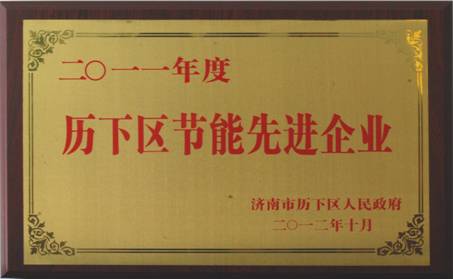 二〇一一年度
历下区节能先进企业
济南市历下区人民政府
二〇一二年十月